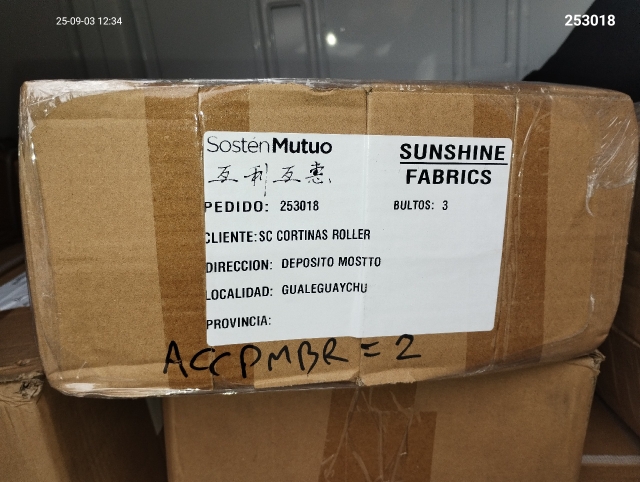 25-09-03 12:34
253018
SosténMutuo
互利互惠
SUNSHINE
FABRICS
PEDIDO: 253018
BULTOS: 3
CLIENTE:SC CORTINAS ROLLER
DIRECCION: DEPOSITO MOSTTO
LOCALIDAD: GUALEGUAYCHU
PROVINCIA:
ACCPMBR = 2